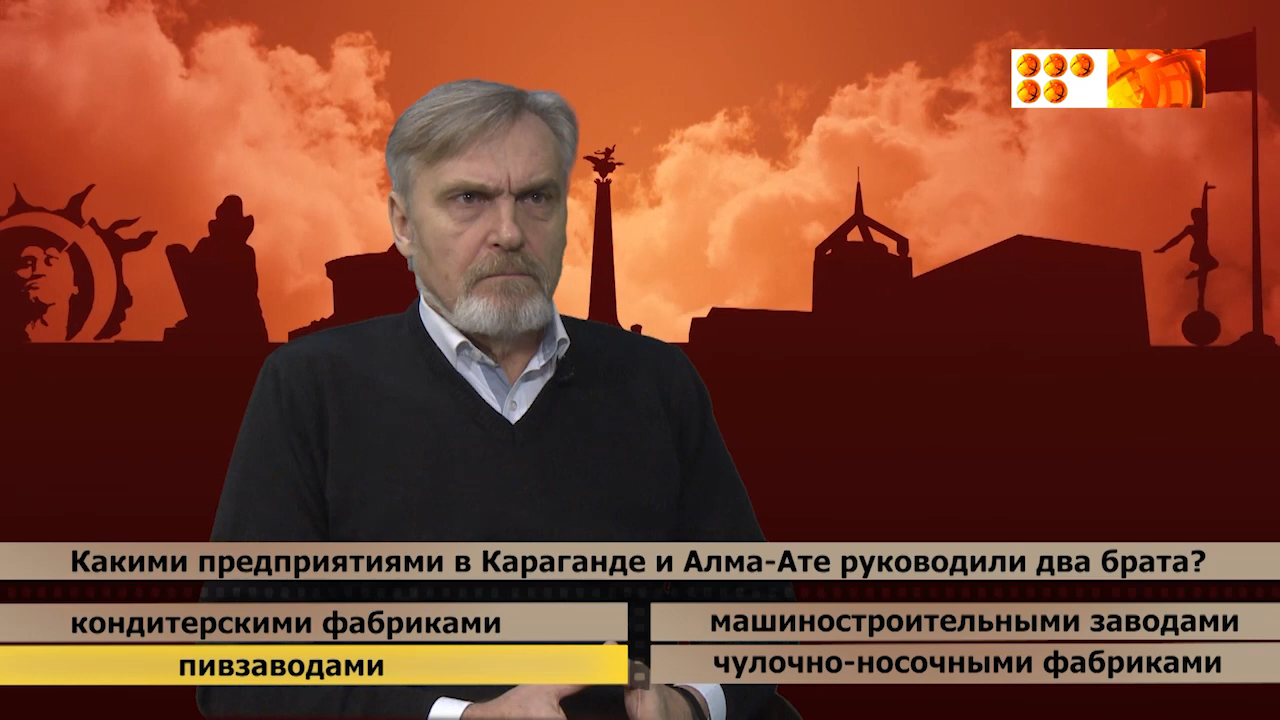 Какими предприятиями в Караганде и Алма-Ате руководили два брата?
кондитерскими фабриками
машиностроительными заводами
пивзаводами
чулочно-носочными фабриками